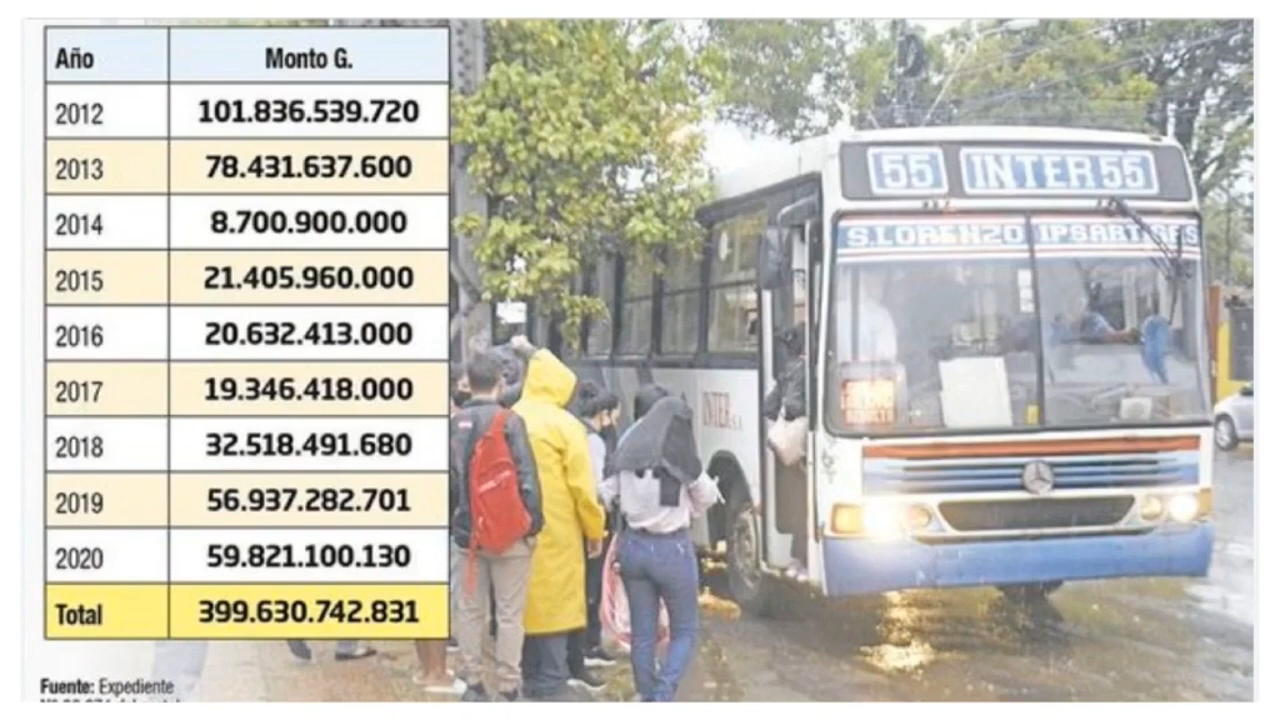 Año Monto G.
2012 101.836.539.720
2013 78.431.637.600
2014 8.700.900.000
2015 21.405.960.000
2016 20.632.413.000
2017 19.346.418.000
2018 32.518.491.680
2019 56.937.282.701
2020 59.821.100.130
Total 399.630.742.831
Fuente: Expediente
55 INTER 55
S.LORENZO IPS
INTER S.A.